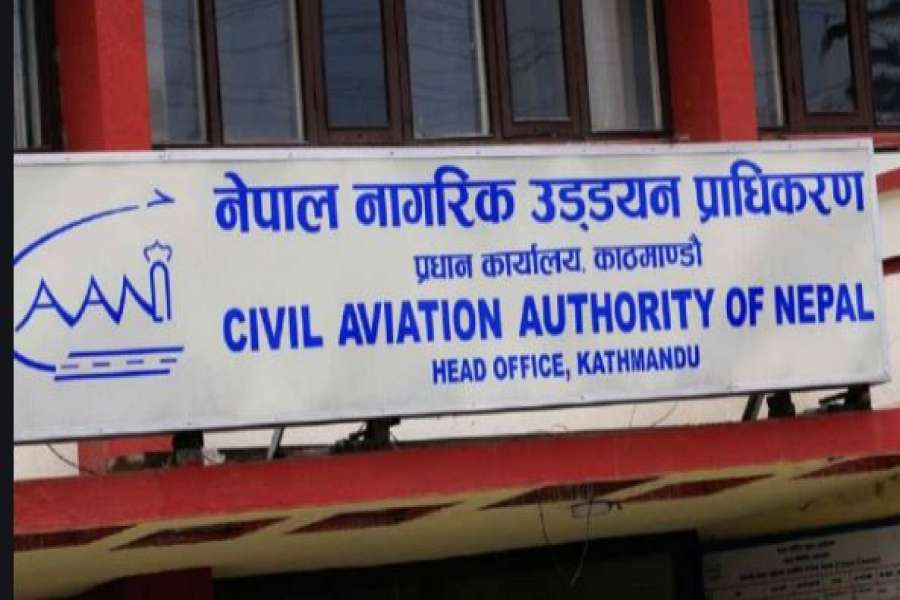 नेपाल नागरिक उड्डयन प्राधिकरण
प्रधान कार्यालय, काठमाण्डौ
CAAN
CIVIL AVIATION AUTHORITY OF NEPAL
HEAD OFFICE, KATHMANDU